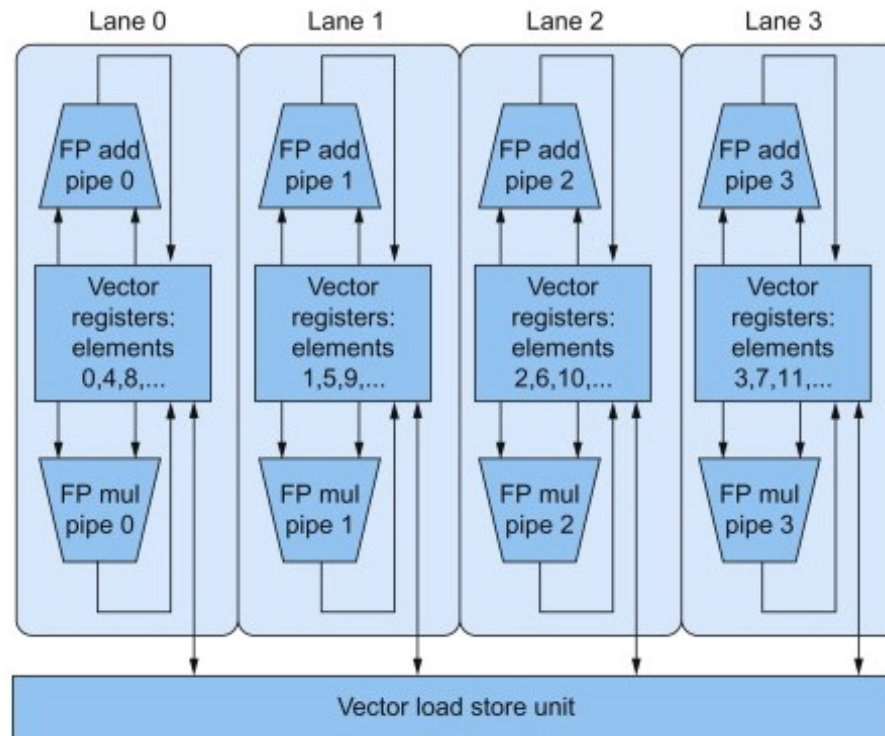 Lane 0
Lane 1
Lane 2
Lane 3
FP add
pipe 0
FP add
pipe 1
FP add
pipe 2
FP add
pipe 3
Vector
registers:
elements
0,4,8,...
Vector
registers:
elements
1,5,9,...
Vector
registers:
elements
2,6,10,...
Vector
registers:
elements
3,7,11,...
FP mul
pipe 0
FP mul
pipe 1
FP mul
pipe 2
FP mul
pipe 3
Vector load store unit